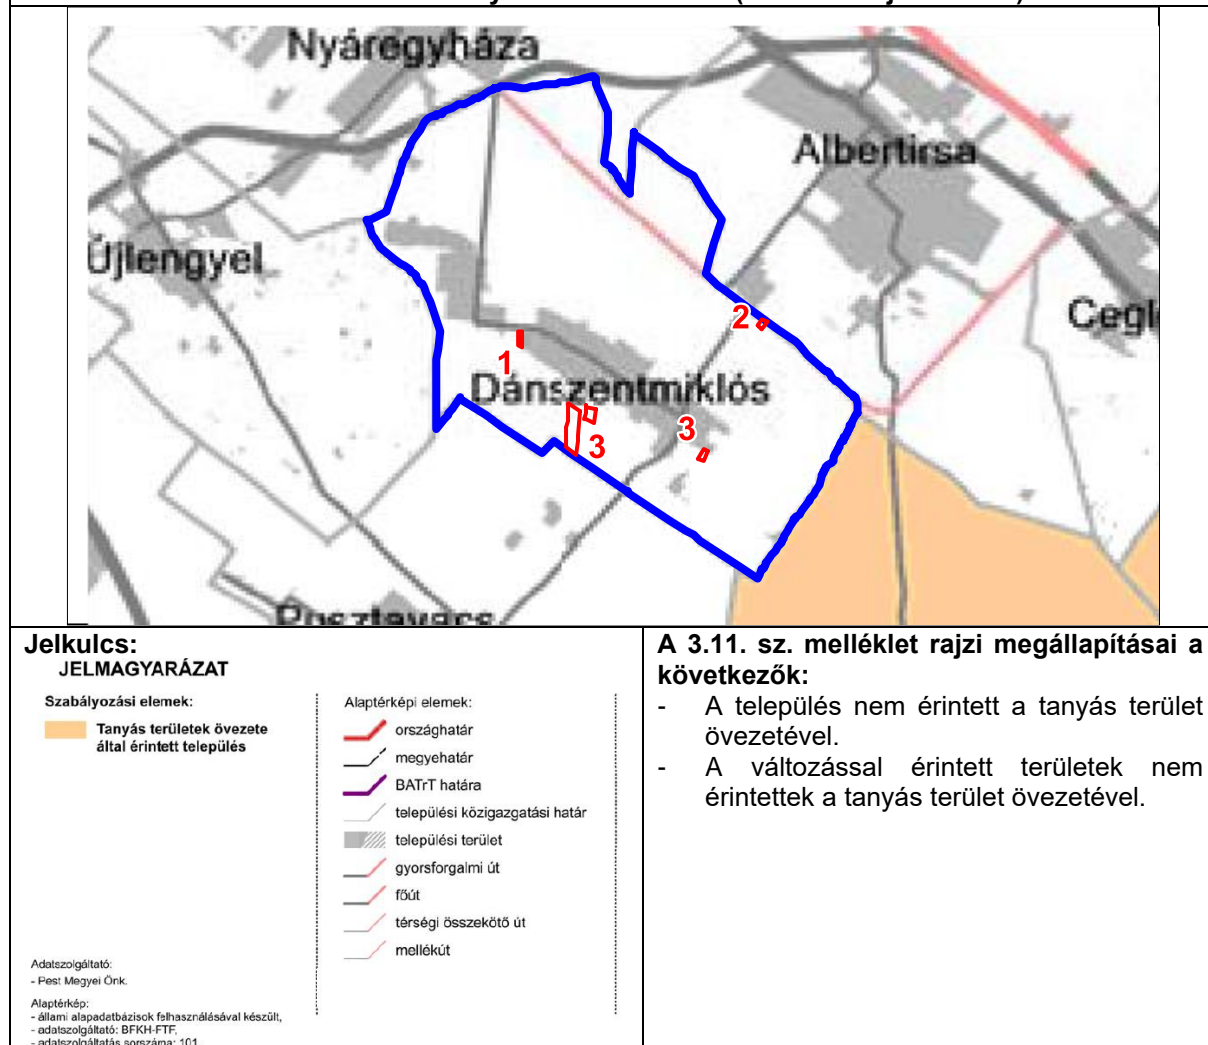 Nyáregyháza
Albertirsa
Újlengyel
Cegl
2
1
Dánszentmiklós
3
3
Jelkulcs:
JELMAGYARÁZAT
Szabályozási elemek:
Tanyás területek övezete
által érintett település
Alaptérképi elemek:
országhatár
megyehatár
BATrT határa
települési közigazgatási határ
települési terület
gyorsforgalmi út
főút
térségi összekötő út
mellékút
Adatszolgáltató:
- Pest Megyei Önk.
Alaptérkép:
- állami alapadatbázisok felhasználásával készült,
- adatszolgáltató: BFKH-FTF,
- adatszolgáltatás sorszáma: 101
A 3.11. sz. melléklet rajzi megállapításai a
következők:
- A település nem érintett a tanyás terület
övezetével.
- A változással érintett területek nem
érintettek a tanyás terület övezetével.